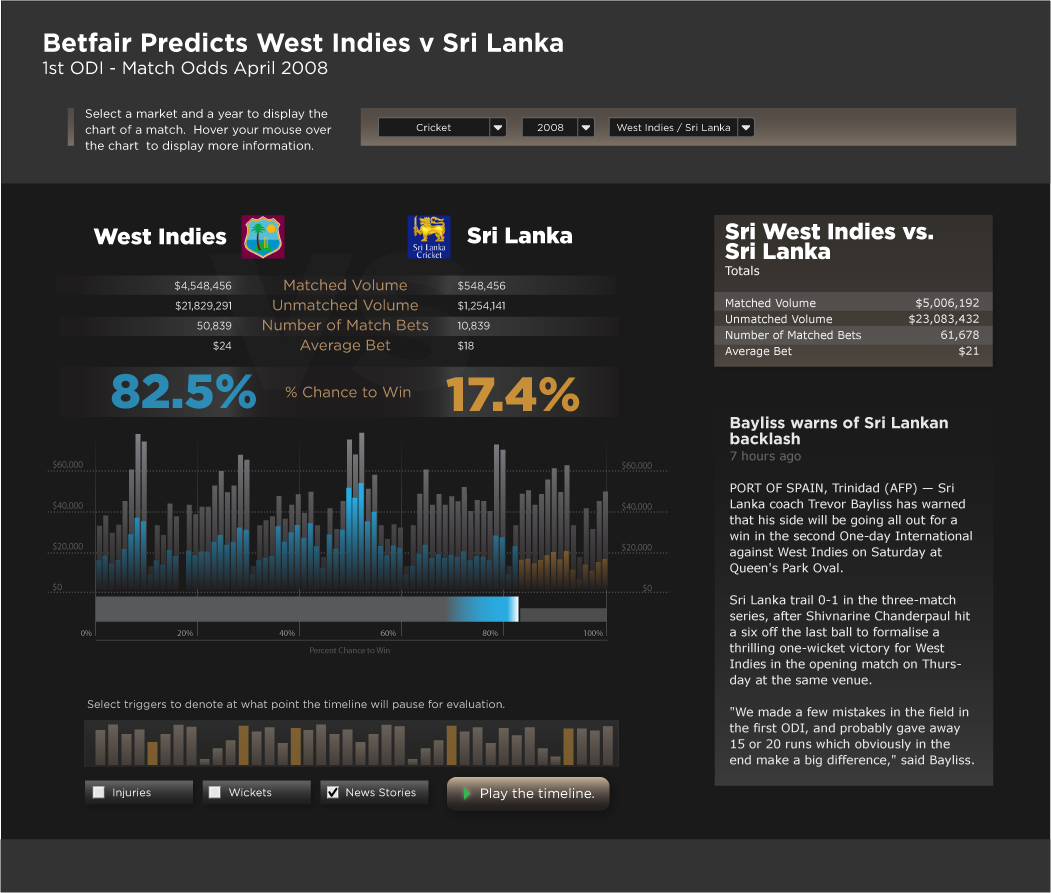 Betfair Predicts West Indies v Sri Lanka
1st ODI - Match Odds April 2008
Select a market and a year to display the
chart of a match. Hover your mouse over
the chart to display more information.
Cricket
2008
West Indies / Sri Lanka
West Indies
Sri Lanka
Cricket
Sri Lanka
VS
$4,548,456 Matched Volume $548,456
$21,829,291 Unmatched Volume $1,254,141
50,839 Number of Match Bets 10,839
$24 Average Bet $18
82.5% % Chance to Win 17.4%
$60,000 $60,000
$40,000 $40,000
$20,000 $20,000
$0 $0
0% 20% 40% 60% 80% 100%
Percent Chance to Win
Select triggers to denote at what point the timeline will pause for evaluation.
Injuries
Wickets
News Stories
Play the timeline.
Sri West Indies vs.
Sri Lanka
Totals
Matched Volume $5,006,192
Unmatched Volume $23,083,432
Number of Matched Bets 61,678
Average Bet $21
Bayliss warns of Sri Lankan
backlash
7 hours ago
PORT OF SPAIN, Trinidad (AFP) — Sri
Lanka coach Trevor Bayliss has warned
that his side will be going all out for a
win in the second One-day International
against West Indies on Saturday at
Queen's Park Oval.
Sri Lanka trail 0-1 in the three-match
series, after Shivnarine Chanderpaul hit
a six off the last ball to formalise a
thrilling one-wicket victory for West
Indies in the opening match on Thurs-
day at the same venue.
"We made a few mistakes in the field in
the first ODI, and probably gave away
15 or 20 runs which obviously in the
end make a big difference," said Bayliss.